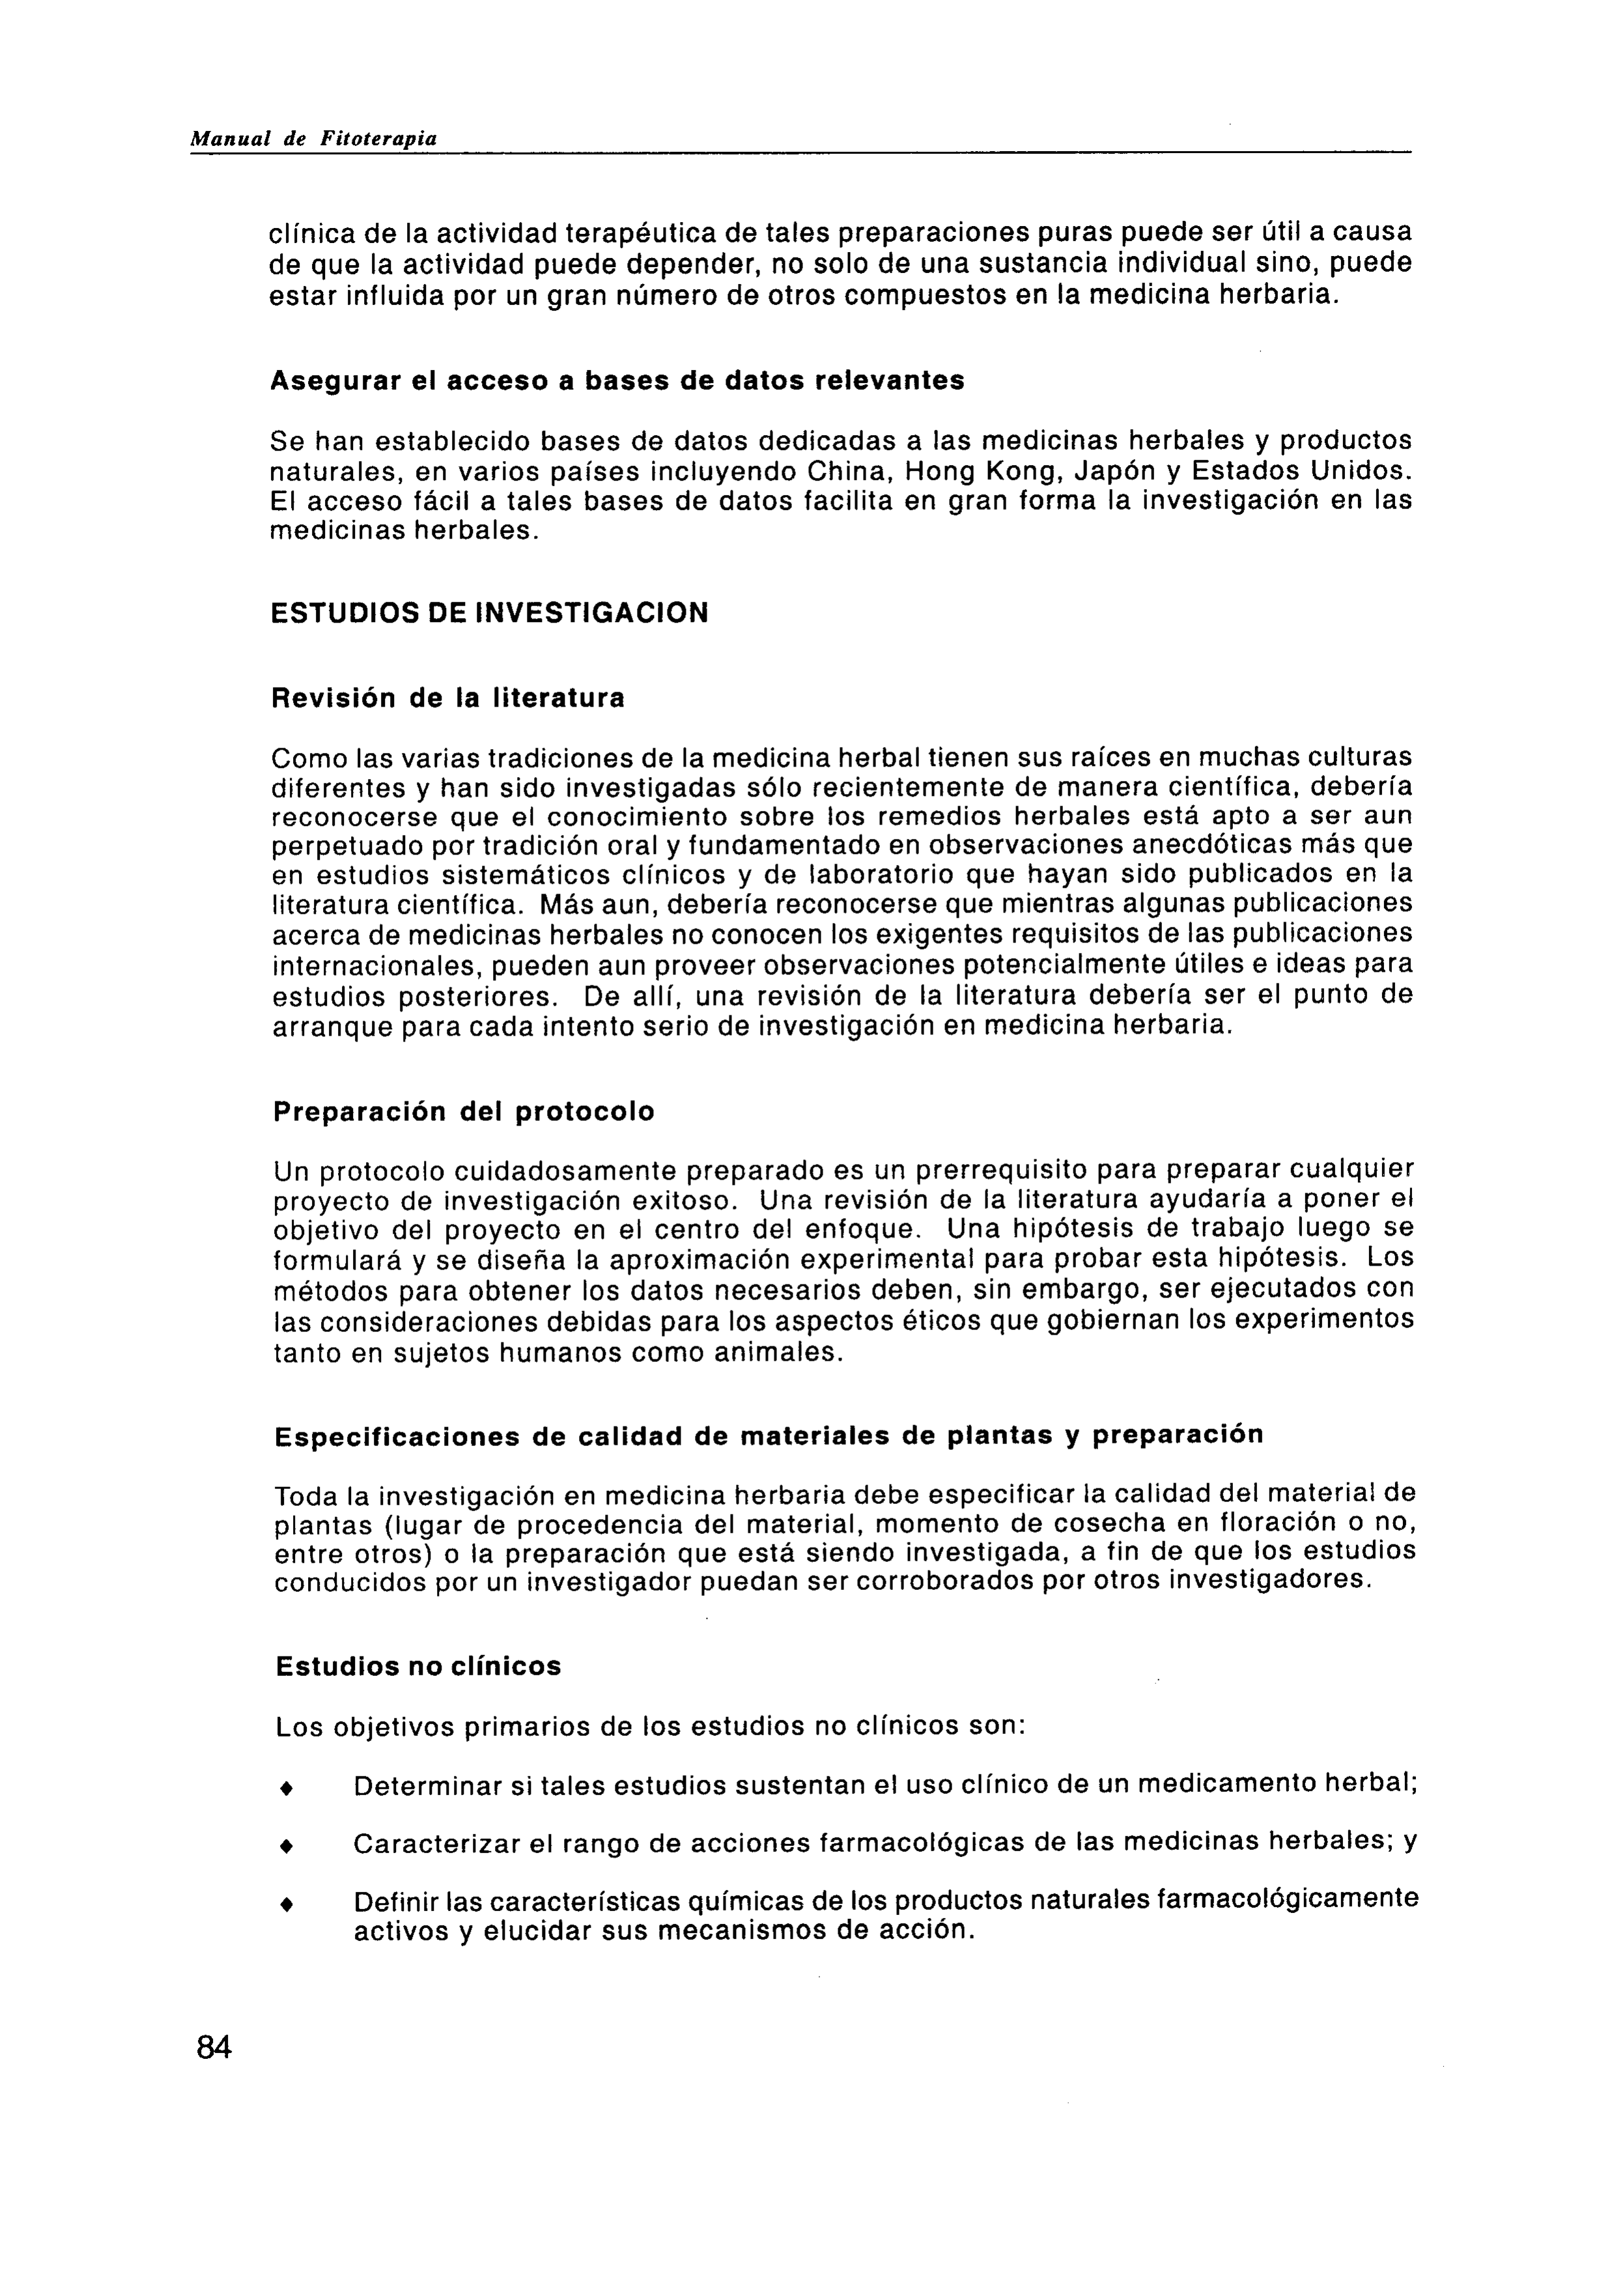 Manual de Fitoterapia
clínica de la actividad terapéutica de tales preparaciones puras puede ser útil a causa
de que la actividad puede depender, no solo de una sustancia individual sino, puede
estar influida por un gran número de otros compuestos en la medicina herbaria.
Asegurar el acceso a bases de datos relevantes
Se han establecido bases de datos dedicadas a las medicinas herbales y productos
naturales, en varios países incluyendo China, Hong Kong, Japón y Estados Unidos.
El acceso fácil a tales bases de datos facilita en gran forma la investigación en las
medicinas herbales.
ESTUDIOS DE INVESTIGACION
Revisión de la literatura
Como las varias tradiciones de la medicina herbal tienen sus raíces en muchas culturas
diferentes y han sido investigadas sólo recientemente de manera científica, debería
reconocerse que el conocimiento sobre los remedios herbales está apto a ser aun
perpetuado por tradición oral y fundamentado en observaciones anecdóticas más que
en estudios sistemáticos clínicos y de laboratorio que hayan sido publicados en la
literatura científica. Más aun, debería reconocerse que mientras algunas publicaciones
acerca de medicinas herbales no conocen los exigentes requisitos de las publicaciones
internacionales, pueden aun proveer observaciones potencialmente útiles e ideas para
estudios posteriores. De allí, una revisión de la literatura debería ser el punto de
arranque para cada intento serio de investigación en medicina herbaria.
Preparación del protocolo
Un protocolo cuidadosamente preparado es un prerrequisito para preparar cualquier
proyecto de investigación exitoso. Una revisión de la literatura ayudaría a poner el
objetivo del proyecto en el centro del enfoque. Una hipótesis de trabajo luego se
formulará y se diseña la aproximación experimental para probar esta hipótesis. Los
métodos para obtener los datos necesarios deben, sin embargo, ser ejecutados con
las consideraciones debidas para los aspectos éticos que gobiernan los experimentos
tanto en sujetos humanos como animales.
Especificaciones de calidad de materiales de plantas y preparación
Toda la investigación en medicina herbaria debe especificar la calidad del material de
plantas (lugar de procedencia del material, momento de cosecha en floración o no,
entre otros) o la preparación que está siendo investigada, a fin de que los estudios
conducidos por un investigador puedan ser corroborados por otros investigadores.
Estudios no clínicos
Los objetivos primarios de los estudios no clínicos son:
♦ Determinar si tales estudios sustentan el uso clínico de un medicamento herbal;
♦ Caracterizar el rango de acciones farmacológicas de las medicinas herbales; y
♦ Definir las características químicas de los productos naturales farmacológicamente
activos y elucidar sus mecanismos de acción.
84